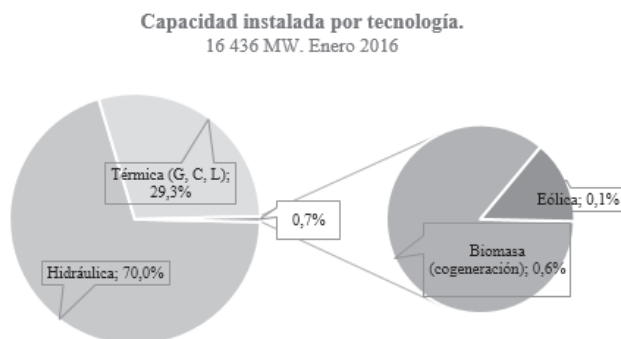 Capacidad instalada por tecnología.
16 436 MW. Enero 2016
Térmica (G, C, L);
29,3%
0,7%
Eólica; 0,1%
Hidráulica; 70,0%
Biomasa
(cogeneración); 0,6%